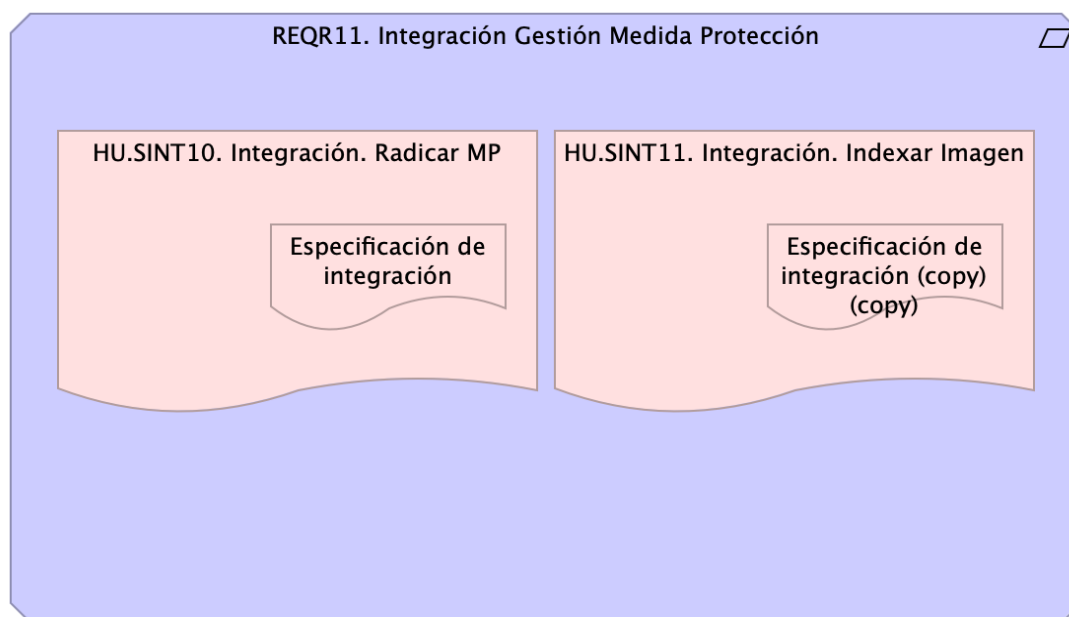 REQR11. Integración Gestión Medida Protección
HU.SINT10. Integración. Radicar MP
Especificación de
integración
HU.SINT11. Integración. Indexar Imagen
Especificación de
integración (copy)
(copy)